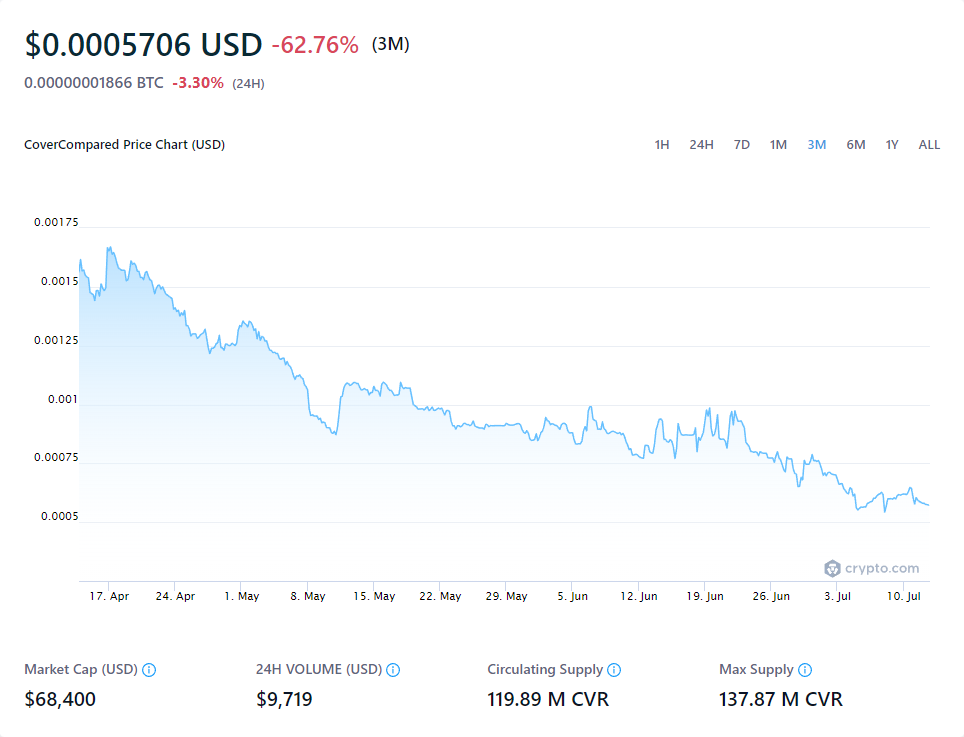 $0.0005706 USD -62.76% (3M)
0.00000001866 BTC -3.30% (24H)
CoverCompared Price Chart (USD)
1H 24H 7D 1M 3M 6M 1Y ALL
0.00175
0.0015
0.00125
0.001
0.00075
0.0005
crypto.com
17. Apr 24. Apr 1. May 8. May 15. May 22. May 29. May 5. Jun 12. Jun 19. Jun 26. Jun 3. Jul 10. Jul
Market Cap (USD) 24H VOLUME (USD) Circulating Supply Max Supply
$68,400 $9,719 119.89 M CVR 137.87 M CVR